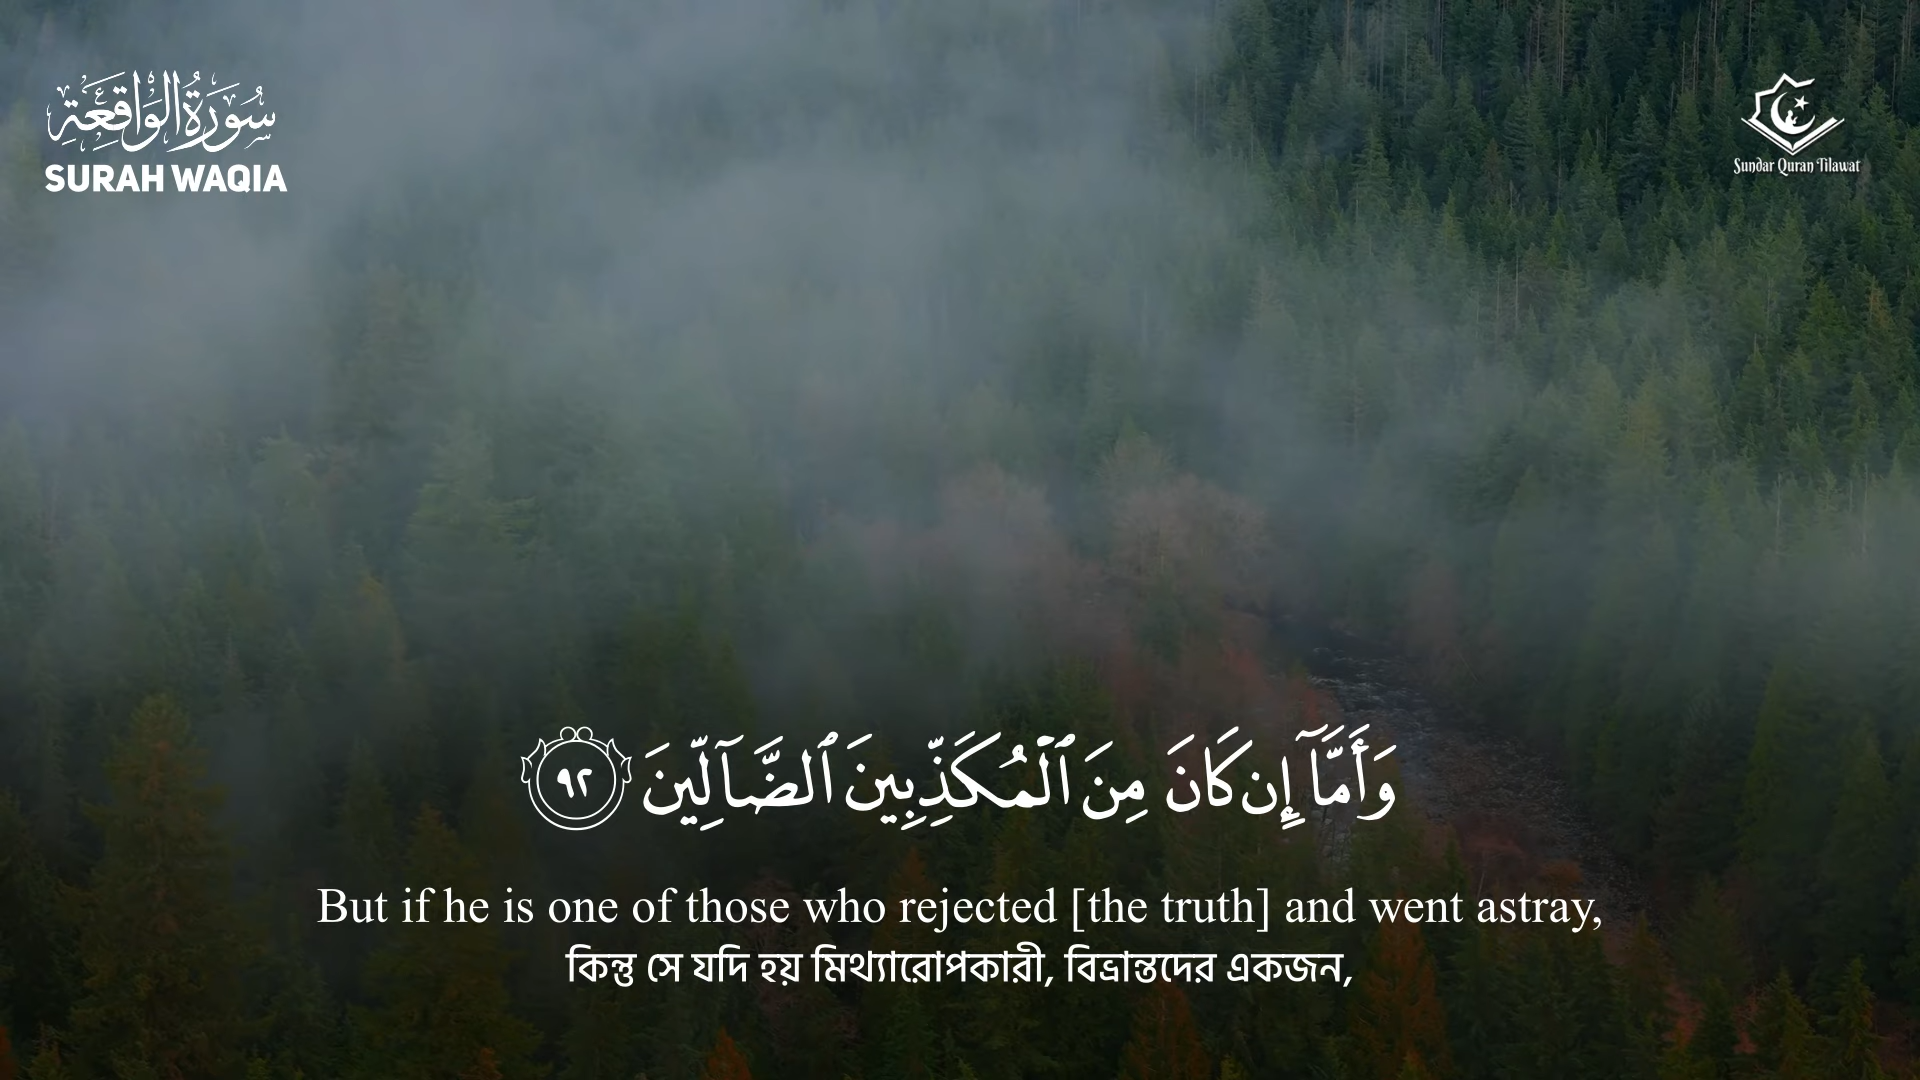 سُورَةُ الْوَاقِعَةِ
SURAH WAQIA
Sundar Quran Tilawat
وَأَمَّآ إِن كَانَ مِنَ ٱلْمُكَذِّبِينَ ٱلضَّآلِّينَ ٩٢
But if he is one of those who rejected [the truth] and went astray,
কিন্তু সে যদি হয় মিথ্যারোপকারী, বিভ্রান্তদের একজন,